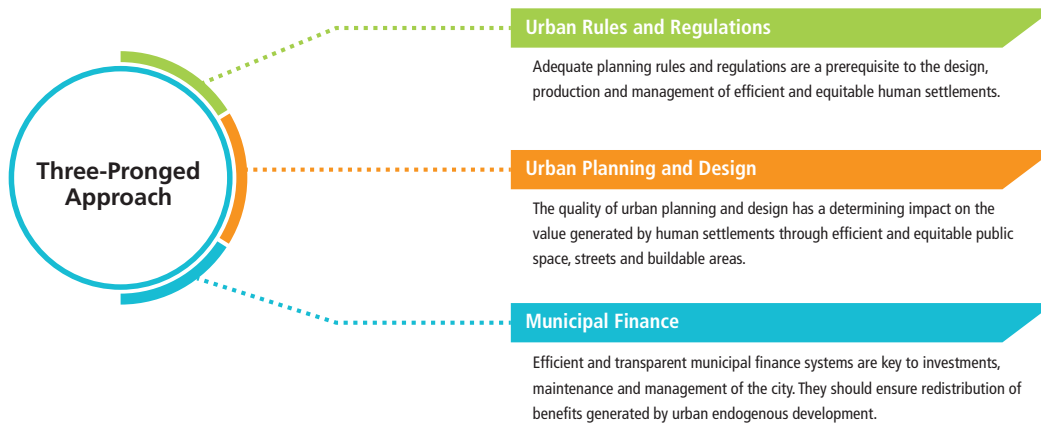 Three-Pronged
Approach
Urban Rules and Regulations
Adequate planning rules and regulations are a prerequisite to the design,
production and management of efficient and equitable human settlements.
Urban Planning and Design
The quality of urban planning and design has a determining impact on the
value generated by human settlements through efficient and equitable public
space, streets and buildable areas.
Municipal Finance
Efficient and transparent municipal finance systems are key to investments,
maintenance and management of the city. They should ensure redistribution of
benefits generated by urban endogenous development.